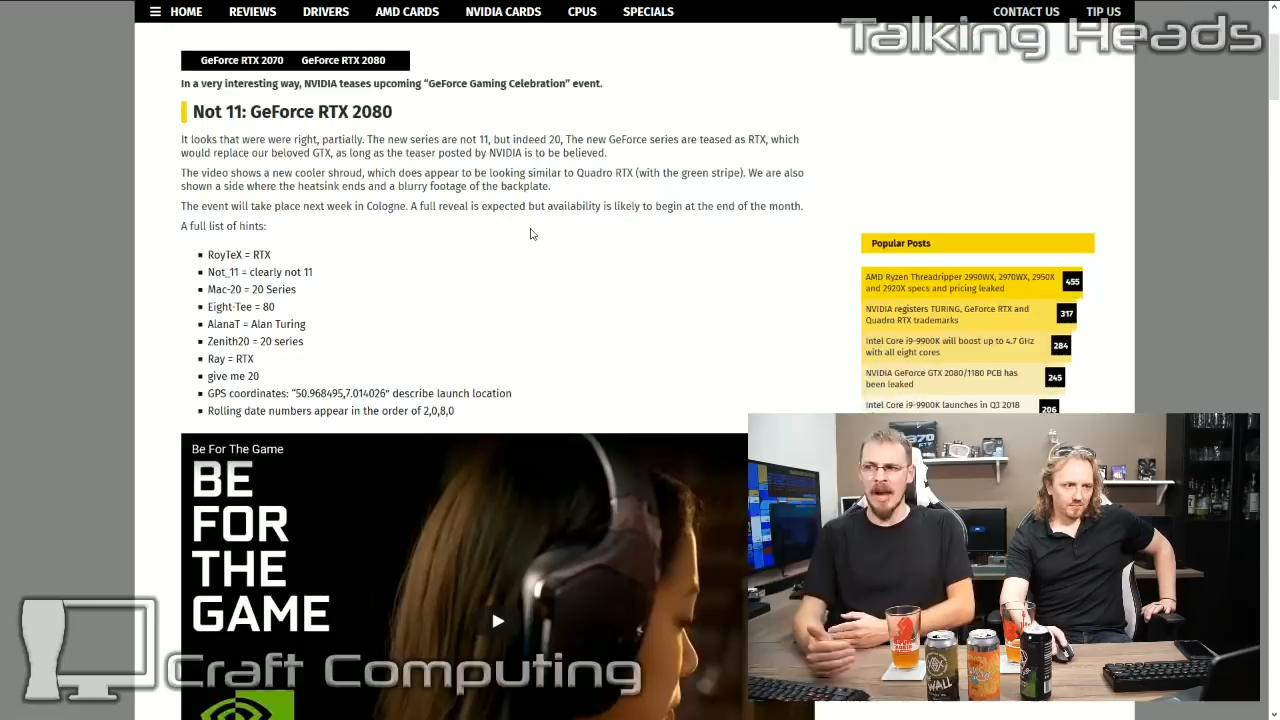 HOME REVIEWS DRIVERS AMD CARDS NVIDIA CARDS CPUS SPECIALS CONTACT US TIP US
Talking Heads
GeForce RTX 2070 GeForce RTX 2080
In a very interesting way, NVIDIA teases upcoming “GeForce Gaming Celebration” event.
Not 11: GeForce RTX 2080
It looks that were were right, partially. The new series are not 11, but indeed 20, The new GeForce series are teased as RTX, which
would replace our beloved GTX, as long as the teaser posted by NVIDIA is to be believed.
The video shows a new cooler shroud, which does appear to be looking similar to Quadro RTX (with the green stripe). We are also
shown a side where the heatsink ends and a blurry footage of the backplate.
The event will take place next week in Cologne. A full reveal is expected but availability is likely to begin at the end of the month.
A full list of hints:
RoyTeX = RTX
Not_11 = clearly not 11
Mac-20 = 20 Series
Eight-Tee = 80
AlanaT = Alan Turing
Zenith20 = 20 series
Ray = RTX
give me 20
GPS coordinates: “50.968495,7.014026” describe launch location
Rolling date numbers appear in the order of 2,0,8,0
Popular Posts
AMD Ryzen Threadripper 2990WX, 2970WX, 2950X
and 2920X specs and pricing leaked
455
NVIDIA registers TURING, GeForce RTX and
Quadro RTX trademarks
317
Intel Core i9-9900K will boost up to 4.7 GHz
with all eight cores
284
NVIDIA GeForce GTX 2080/1180 PCB has
been leaked
245
Intel Core i9-9900K launches in Q3 2018
206
Be For The Game
BE
FOR
THE
GAME
Craft Computing
WALL